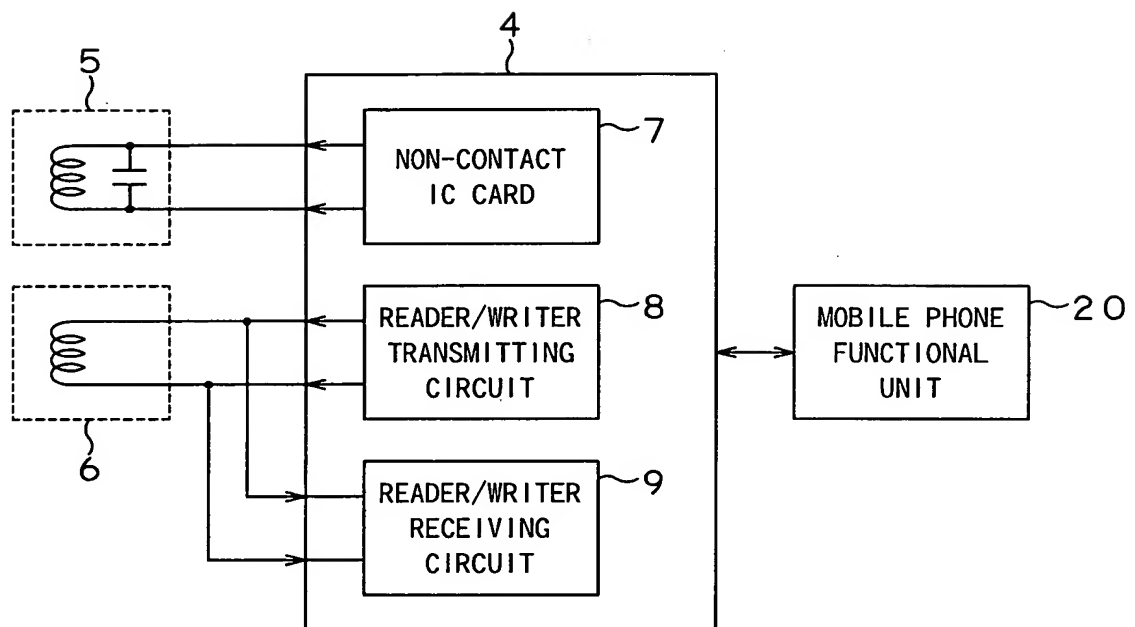 4
5
7
NON-CONTACT
IC CARD
8
READER/WRITER
TRANSMITTING
CIRCUIT
20
MOBILE PHONE
FUNCTIONAL
UNIT
6
9
READER/WRITER
RECEIVING
CIRCUIT